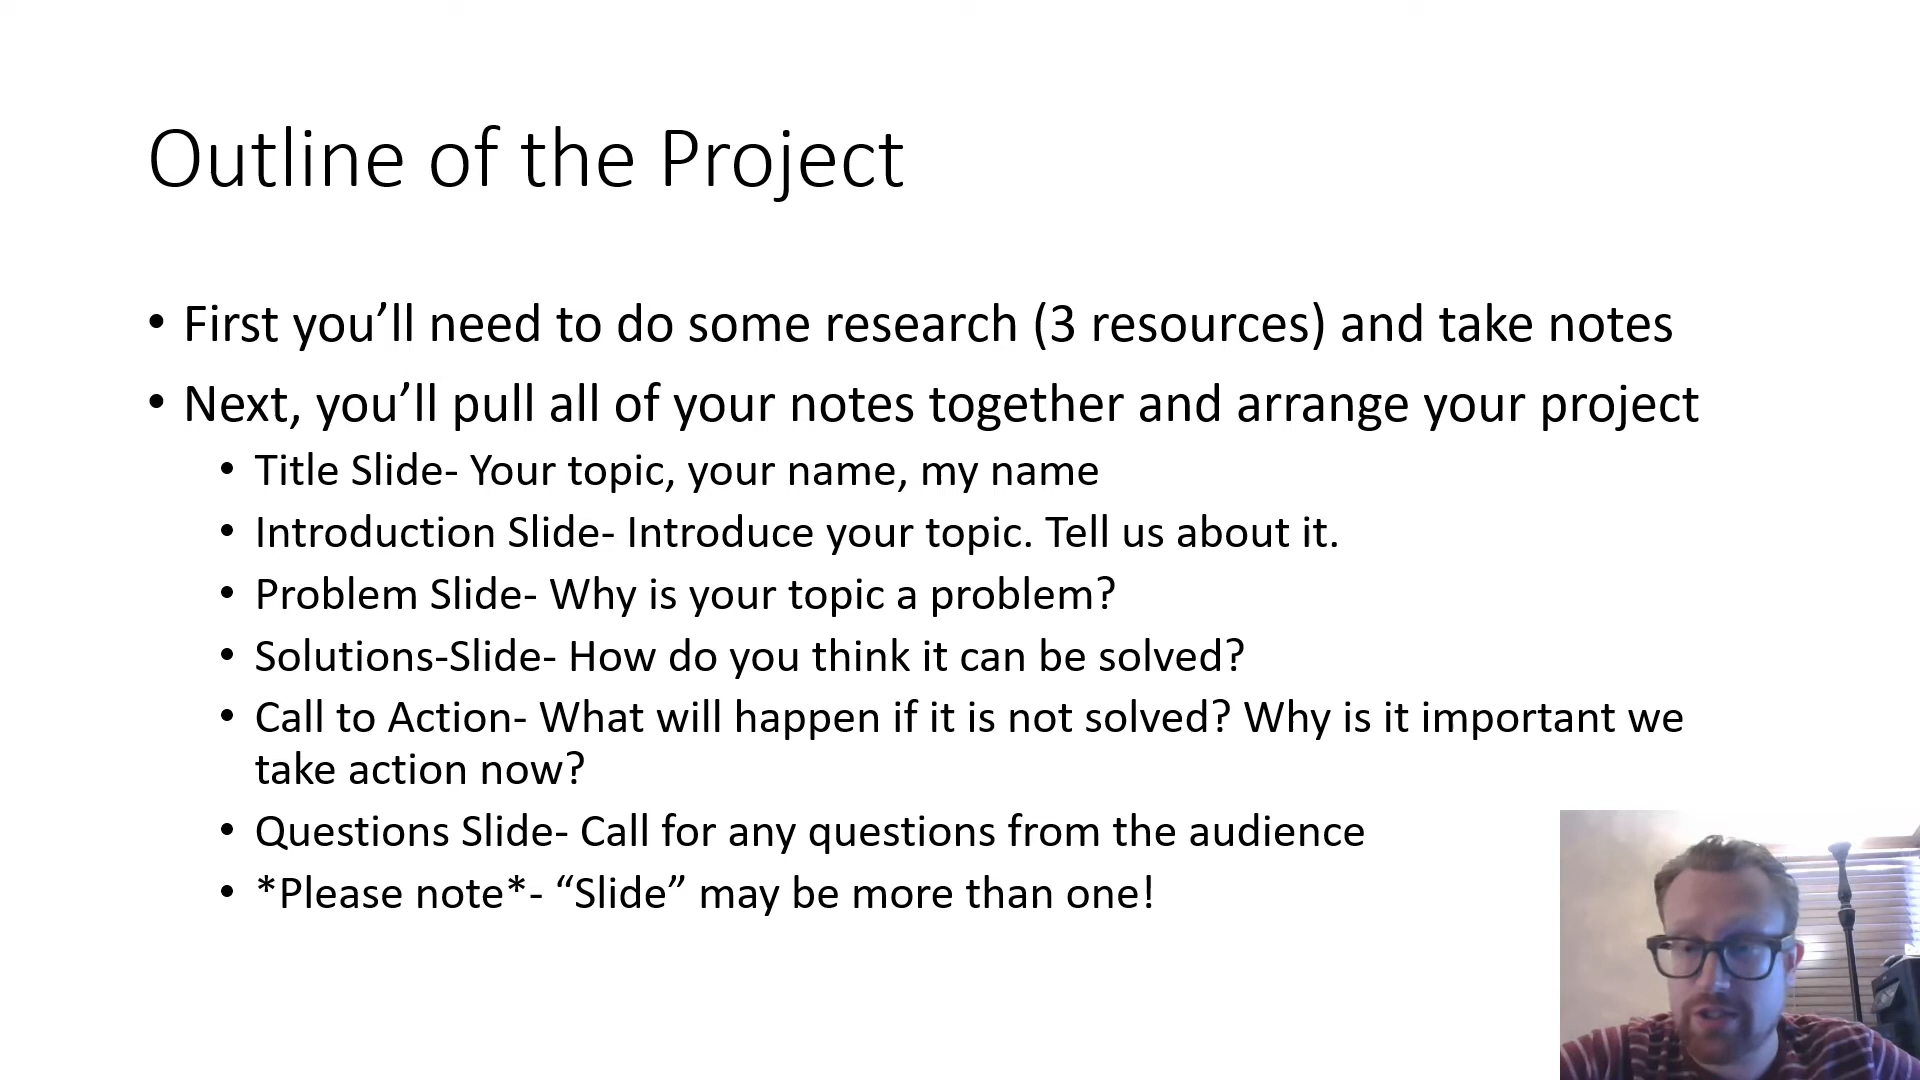 Outline of the Project
• First you’ll need to do some research (3 resources) and take notes
• Next, you’ll pull all of your notes together and arrange your project
• Title Slide- Your topic, your name, my name
• Introduction Slide- Introduce your topic. Tell us about it.
• Problem Slide- Why is your topic a problem?
• Solutions-Slide- How do you think it can be solved?
• Call to Action- What will happen if it is not solved? Why is it important we
take action now?
• Questions Slide- Call for any questions from the audience
• *Please note*- “Slide” may be more than one!